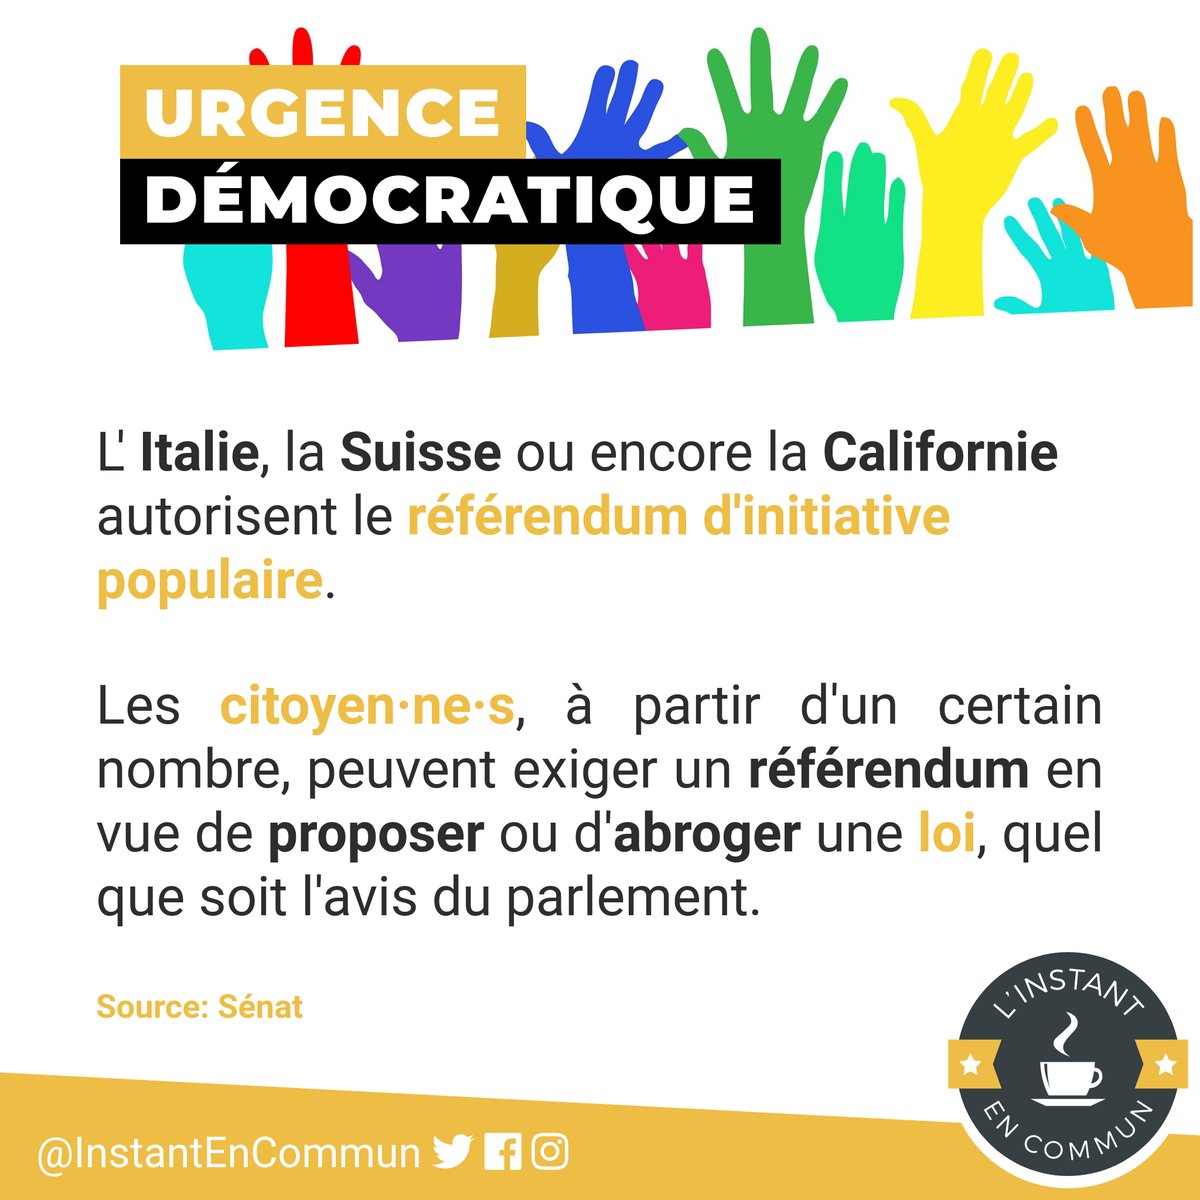 URGENCE
DÉMOCRATIQUE
L' Italie, la Suisse ou encore la Californie
autorisent le référendum d'initiative
populaire.
Les citoyen·ne·s, à partir d'un certain
nombre, peuvent exiger un référendum en
vue de proposer ou d'abroger une loi, quel
que soit l'avis du parlement.
Source: Sénat
L'INSTANT
EN COMMUN
@InstantEnCommun